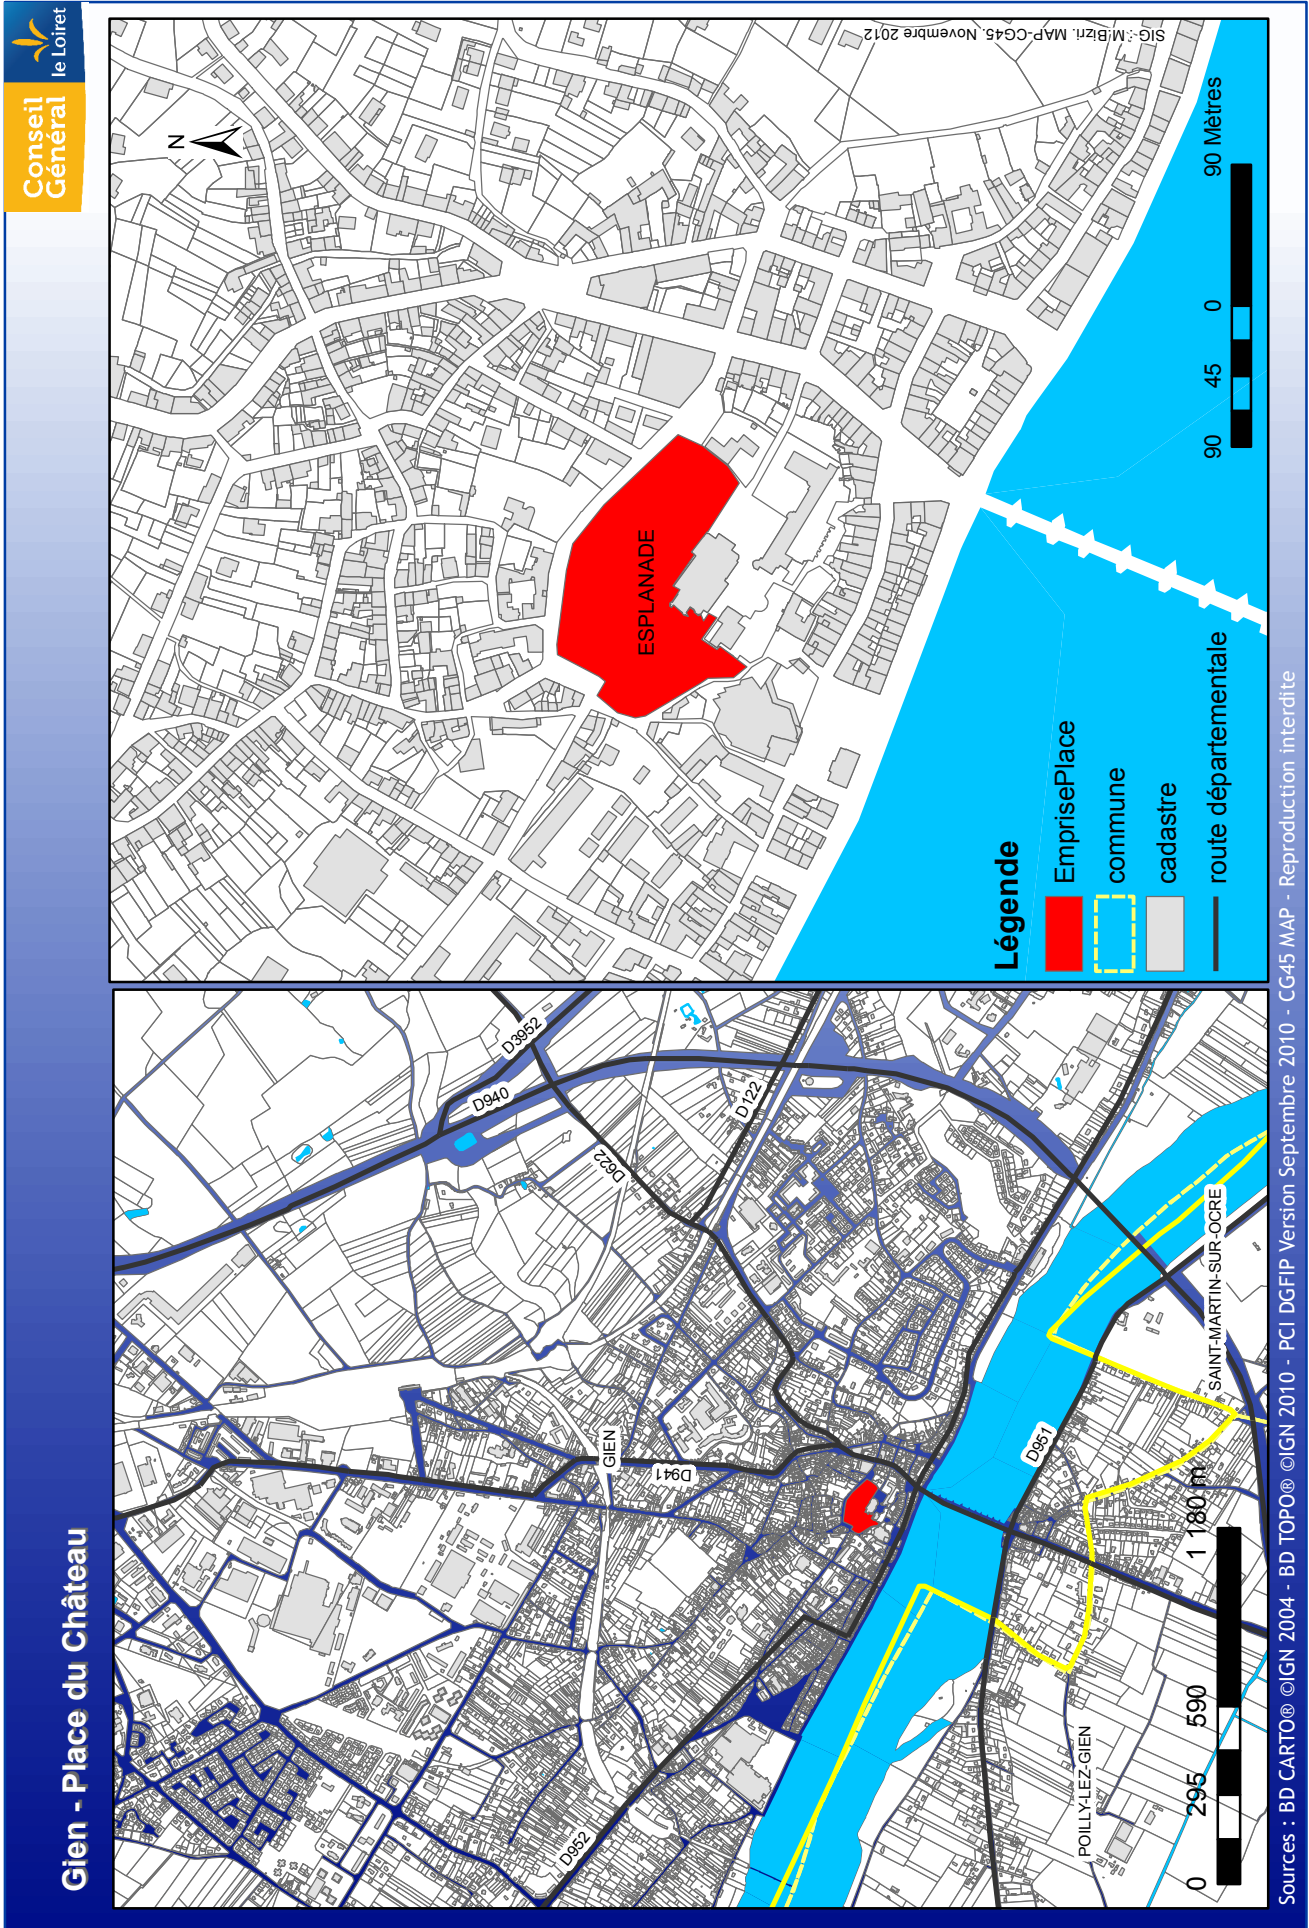 Gien - Place du Château
Conseil
Général
le Loiret
D3952
D940
D622
D122
GIEN
D941
D952
D951
SAINT-MARTIN-SUR-OCRE
POILLY-LEZ-GIEN
0 295 590 1 180 m
N
ESPLANADE
SIG : M.Bizri. MAP-CG45. Novembre 2012
Légende
EmprisePlace
commune
cadastre
route départementale
90 45 0 90 Mètres
Sources : BD CARTO® ©IGN 2004 - BD TOPO® ©IGN 2010 - PCI DGFIP Version Septembre 2010 - CG45 MAP - Reproduction interdite